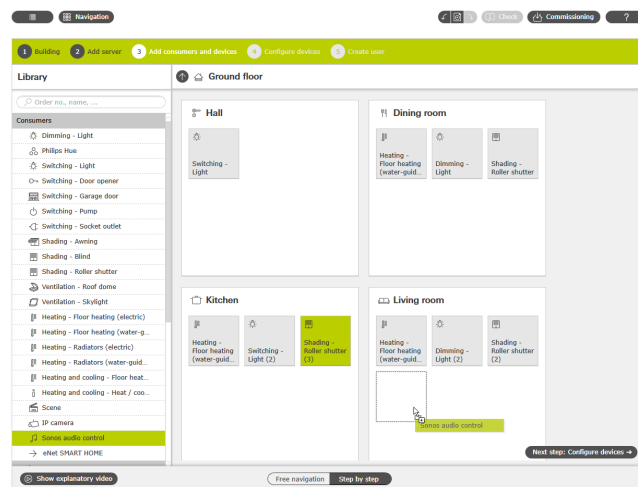 Navigation
Check
Commissioning
?
1 Building 2 Add server 3 Add consumers and devices 4 Configure devices 5 Create user
Library
Ground floor
Order no., name, ....
Consumers
Dimming - Light
Philips Hue
Switching - Light
Switching - Door opener
Switching - Garage door
Switching - Pump
Switching - Socket outlet
Shading - Awning
Shading - Blind
Shading - Roller shutter
Ventilation - Roof dome
Ventilation - Skylight
Heating - Floor heating (electric)
Heating - Floor heating (water-g...
Heating - Radiators (electric)
Heating - Radiators (water-guid...
Heating and cooling - Floor heat...
Heating and cooling - Heat / coo...
Scene
IP camera
Sonos audio control
eNet SMART HOME
Hall
Switching -
Light
Dining room
Heating -
Floor heating
(water-guid...
Dimming -
Light
Shading -
Roller shutter
Kitchen
Heating -
Floor heating
(water-guid...
Switching -
Light (2)
Shading -
Roller shutter
(3)
Living room
Heating -
Floor heating
(water-guid...
Dimming -
Light (2)
Shading -
Roller shutter
(2)
Sonos audio control
Next step: Configure devices
Show explanatory video
Free navigation Step by step